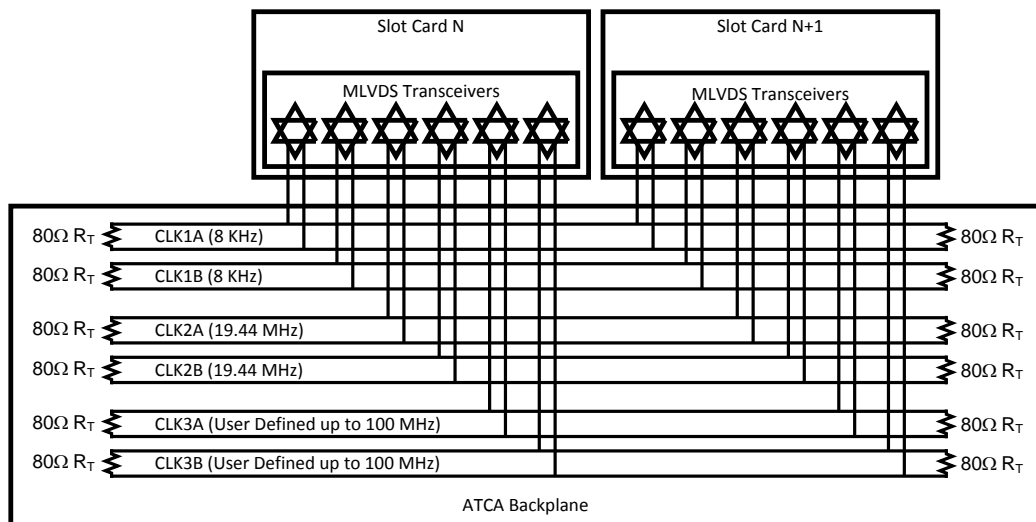 Slot Card N
Slot Card N+1
MLVDS Transceivers
MLVDS Transceivers
80Ω RT
CLK1A (8 KHz)
80Ω RT
80Ω RT
CLK1B (8 KHz)
80Ω RT
80Ω RT
CLK2A (19.44 MHz)
80Ω RT
80Ω RT
CLK2B (19.44 MHz)
80Ω RT
80Ω RT
CLK3A (User Defined up to 100 MHz)
80Ω RT
80Ω RT
CLK3B (User Defined up to 100 MHz)
80Ω RT
ATCA Backplane